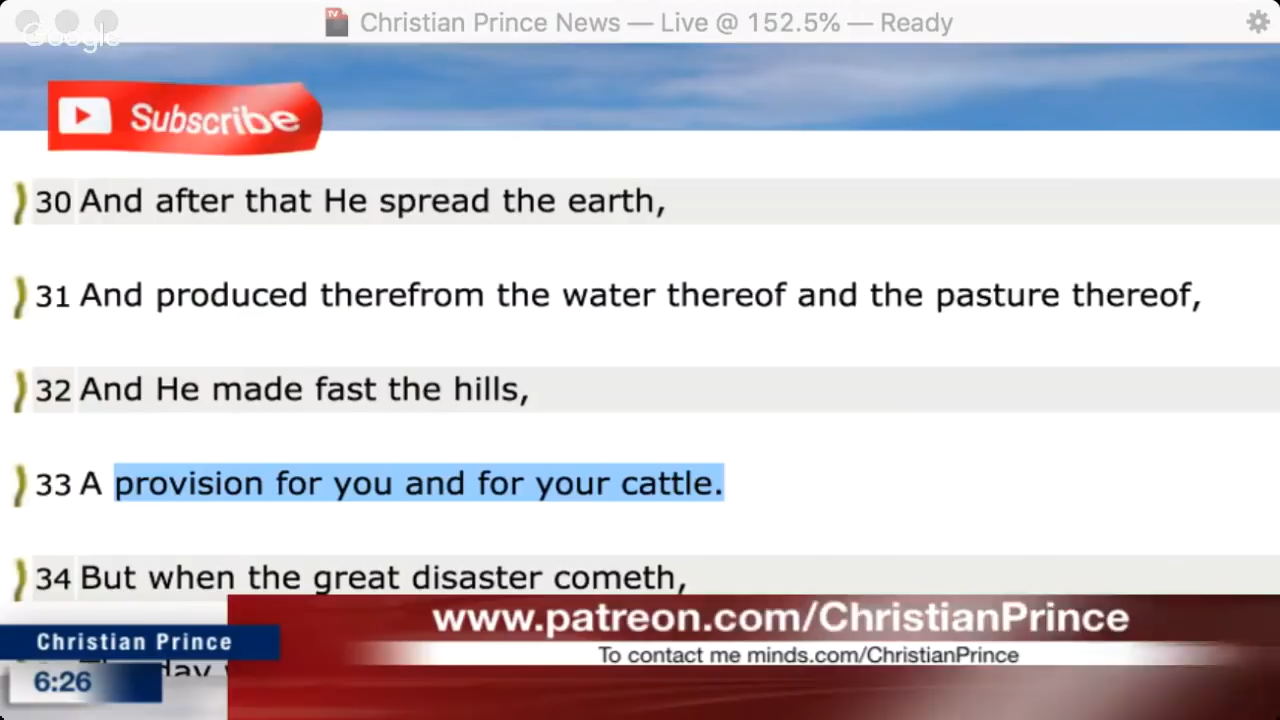 Christian Prince News — Live @ 152.5% — Ready
Google
Subscribe
30 And after that He spread the earth,
31 And produced therefrom the water thereof and the pasture thereof,
32 And He made fast the hills,
33 A provision for you and for your cattle.
34 But when the great disaster cometh,
www.patreon.com/ChristianPrince
Christian Prince
To contact me minds.com/ChristianPrince
day
6:26